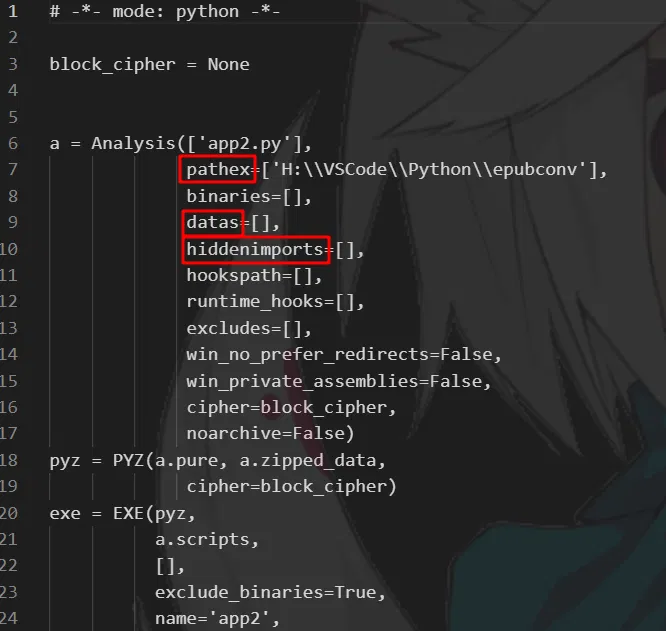 1 # -*- mode: python -*-
2
3 block_cipher = None
4
5
6 a = Analysis(['app2.py'],
7 pathex=['H:\\VSCode\\Python\\epubconv'],
8 binaries=[],
9 datas=[],
10 hiddenimports=[],
11 hookspath=[],
12 runtime_hooks=[],
13 excludes=[],
14 win_no_prefer_redirects=False,
15 win_private_assemblies=False,
16 cipher=block_cipher,
17 noarchive=False)
18 pyz = PYZ(a.pure, a.zipped_data,
19 cipher=block_cipher)
20 exe = EXE(pyz,
21 a.scripts,
22 [],
23 exclude_binaries=True,
24 name='app2',